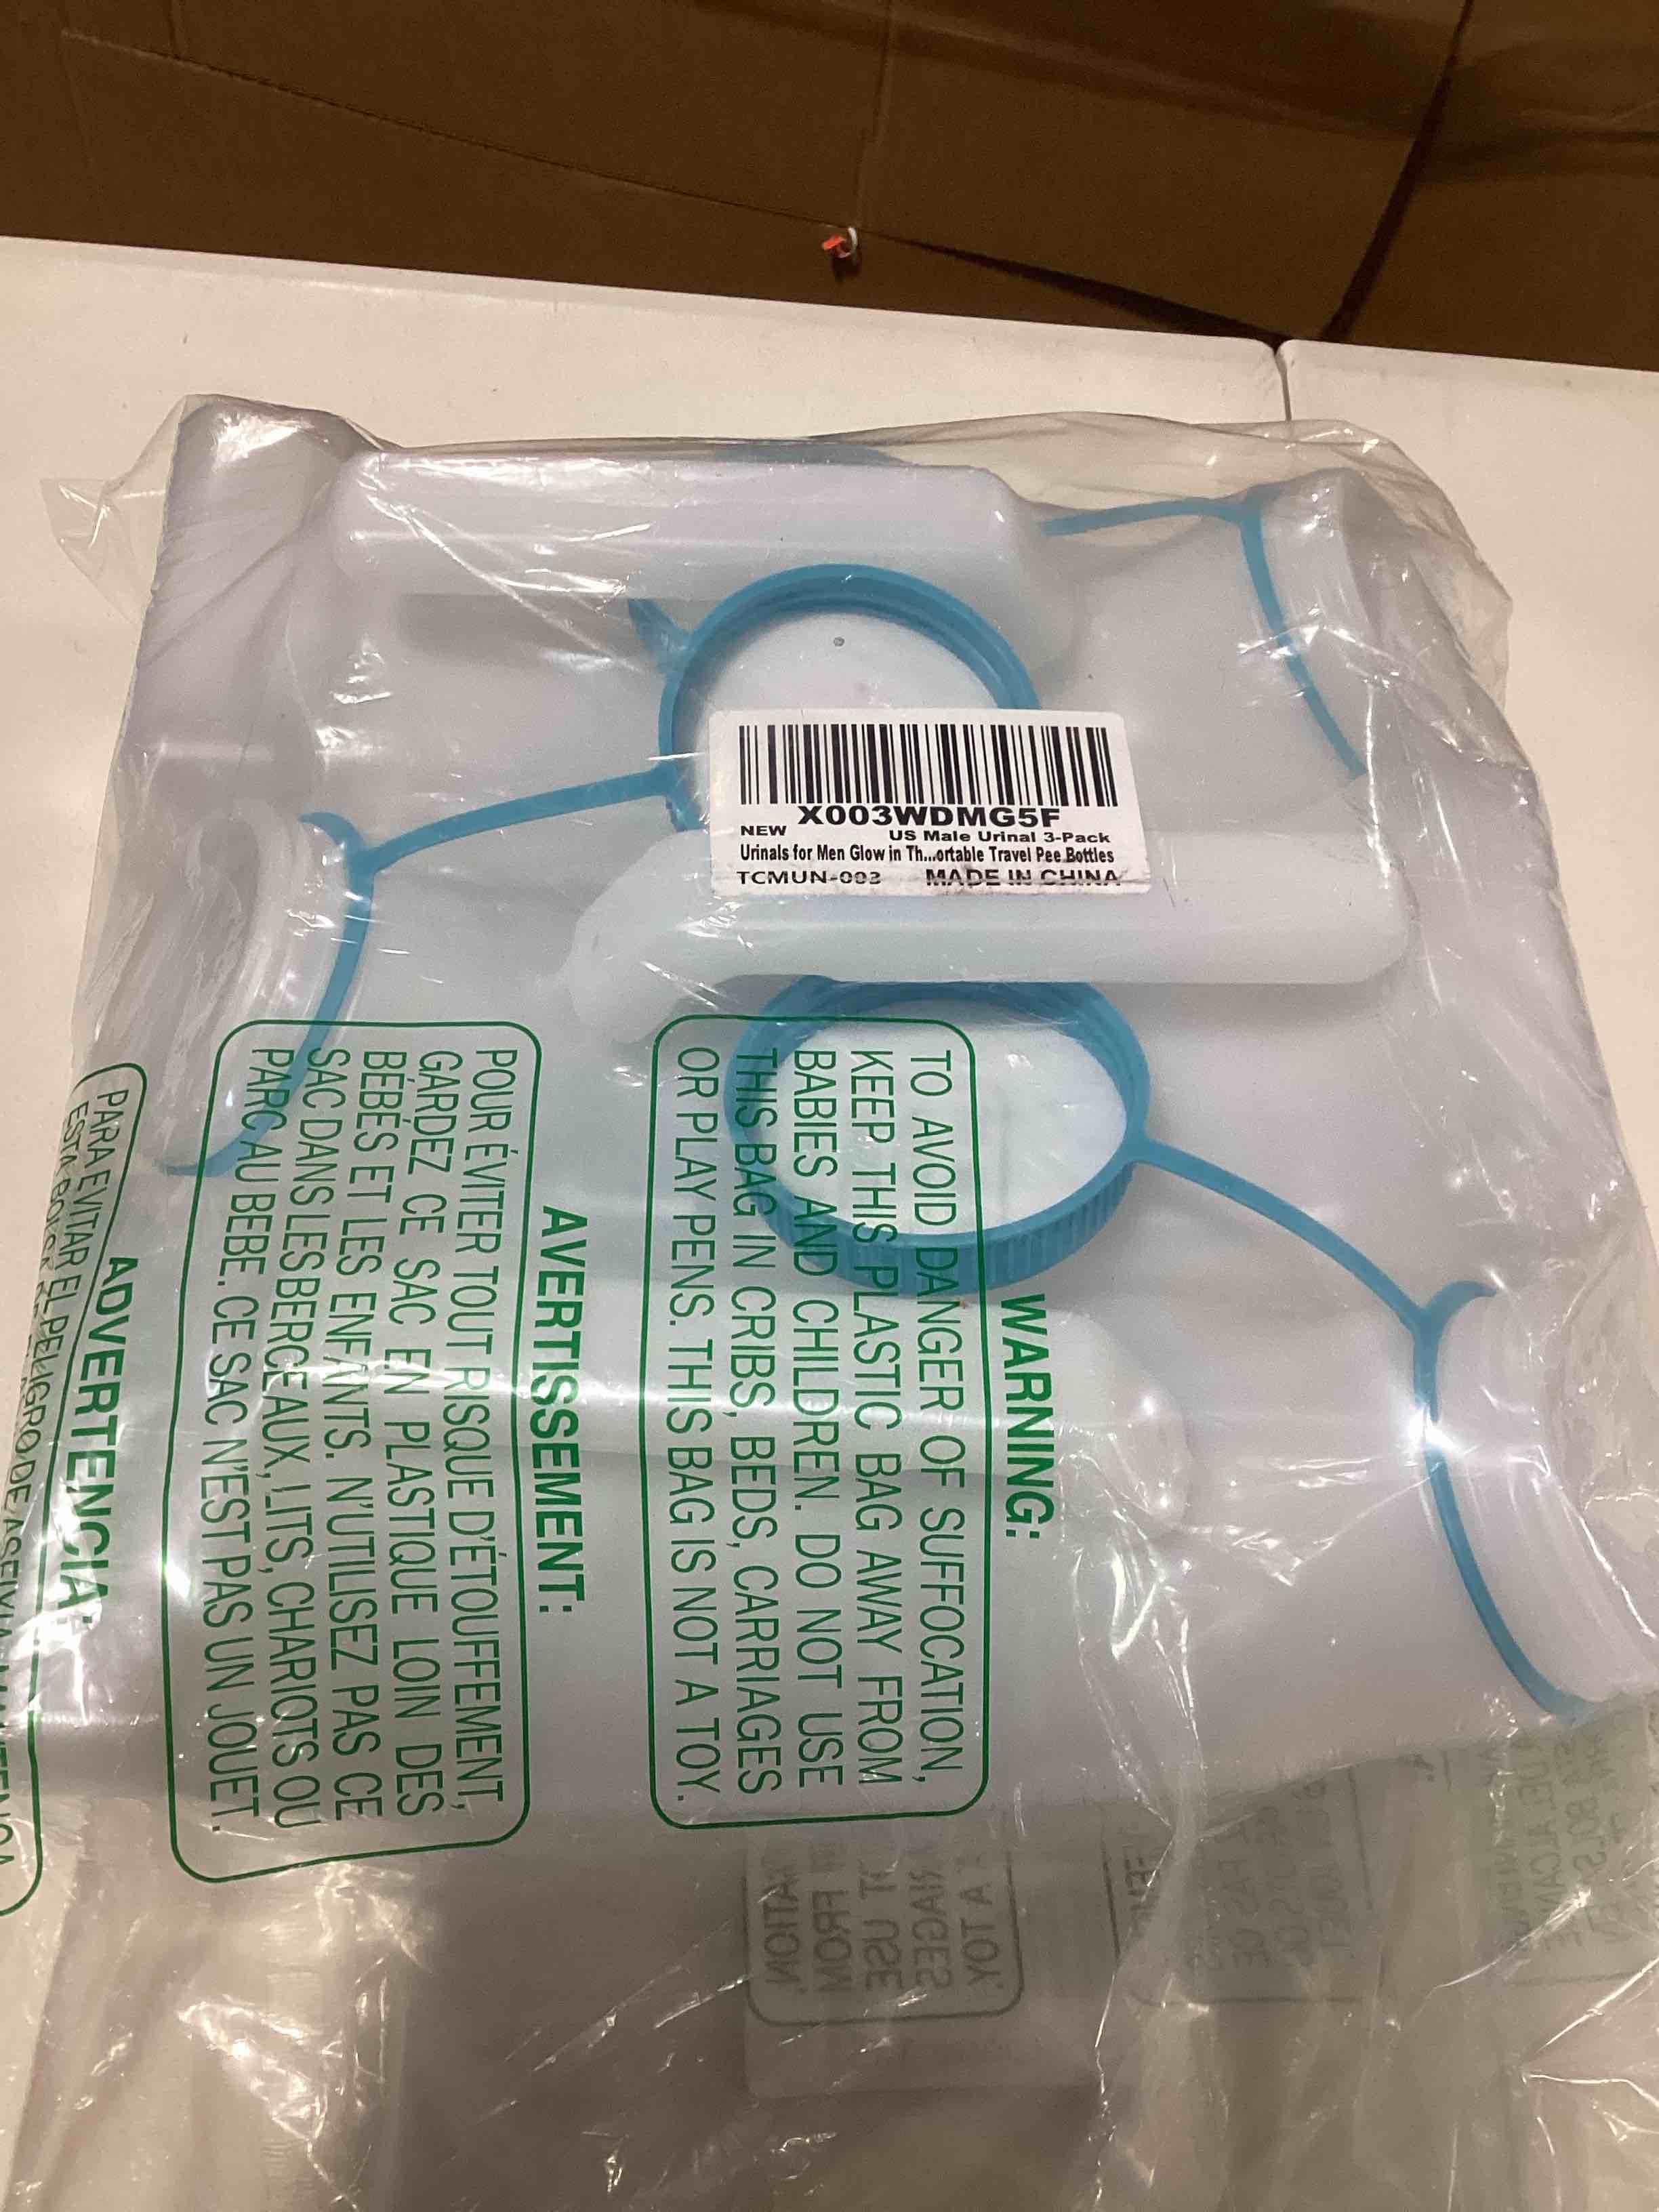 X003WDMG5F
NEW US Male Urinal 3-Pack
Urinals for Men Glow in Th...ortable Travel Pee Bottles
TCMUN-003 MADE IN CHINA
WARNING:
TO AVOID DANGER OF SUFFOCATION,
KEEP THIS PLASTIC BAG AWAY FROM
BABIES AND CHILDREN. DO NOT USE
THIS BAG IN CRIBS, BEDS, CARRIAGES
OR PLAY PENS. THIS BAG IS NOT A TOY.
AVERTISSEMENT:
POUR ÉVITER TOUT RISQUE D'ÉTOUFFEMENT,
GARDEZ CE SAC EN PLASTIQUE LOIN DES
BÉBÉS ET LES ENFANTS. N'UTILISEZ PAS CE
SAC DANS LES BERCEAUX, LITS, CHARIOTS OU
PARC AU BEBE. CE SAC N'EST PAS UN JOUET.
ADVERTENCIA:
PARA EVITAR EL PELIGRO DE ASFIXIA
ESTA BOLSA